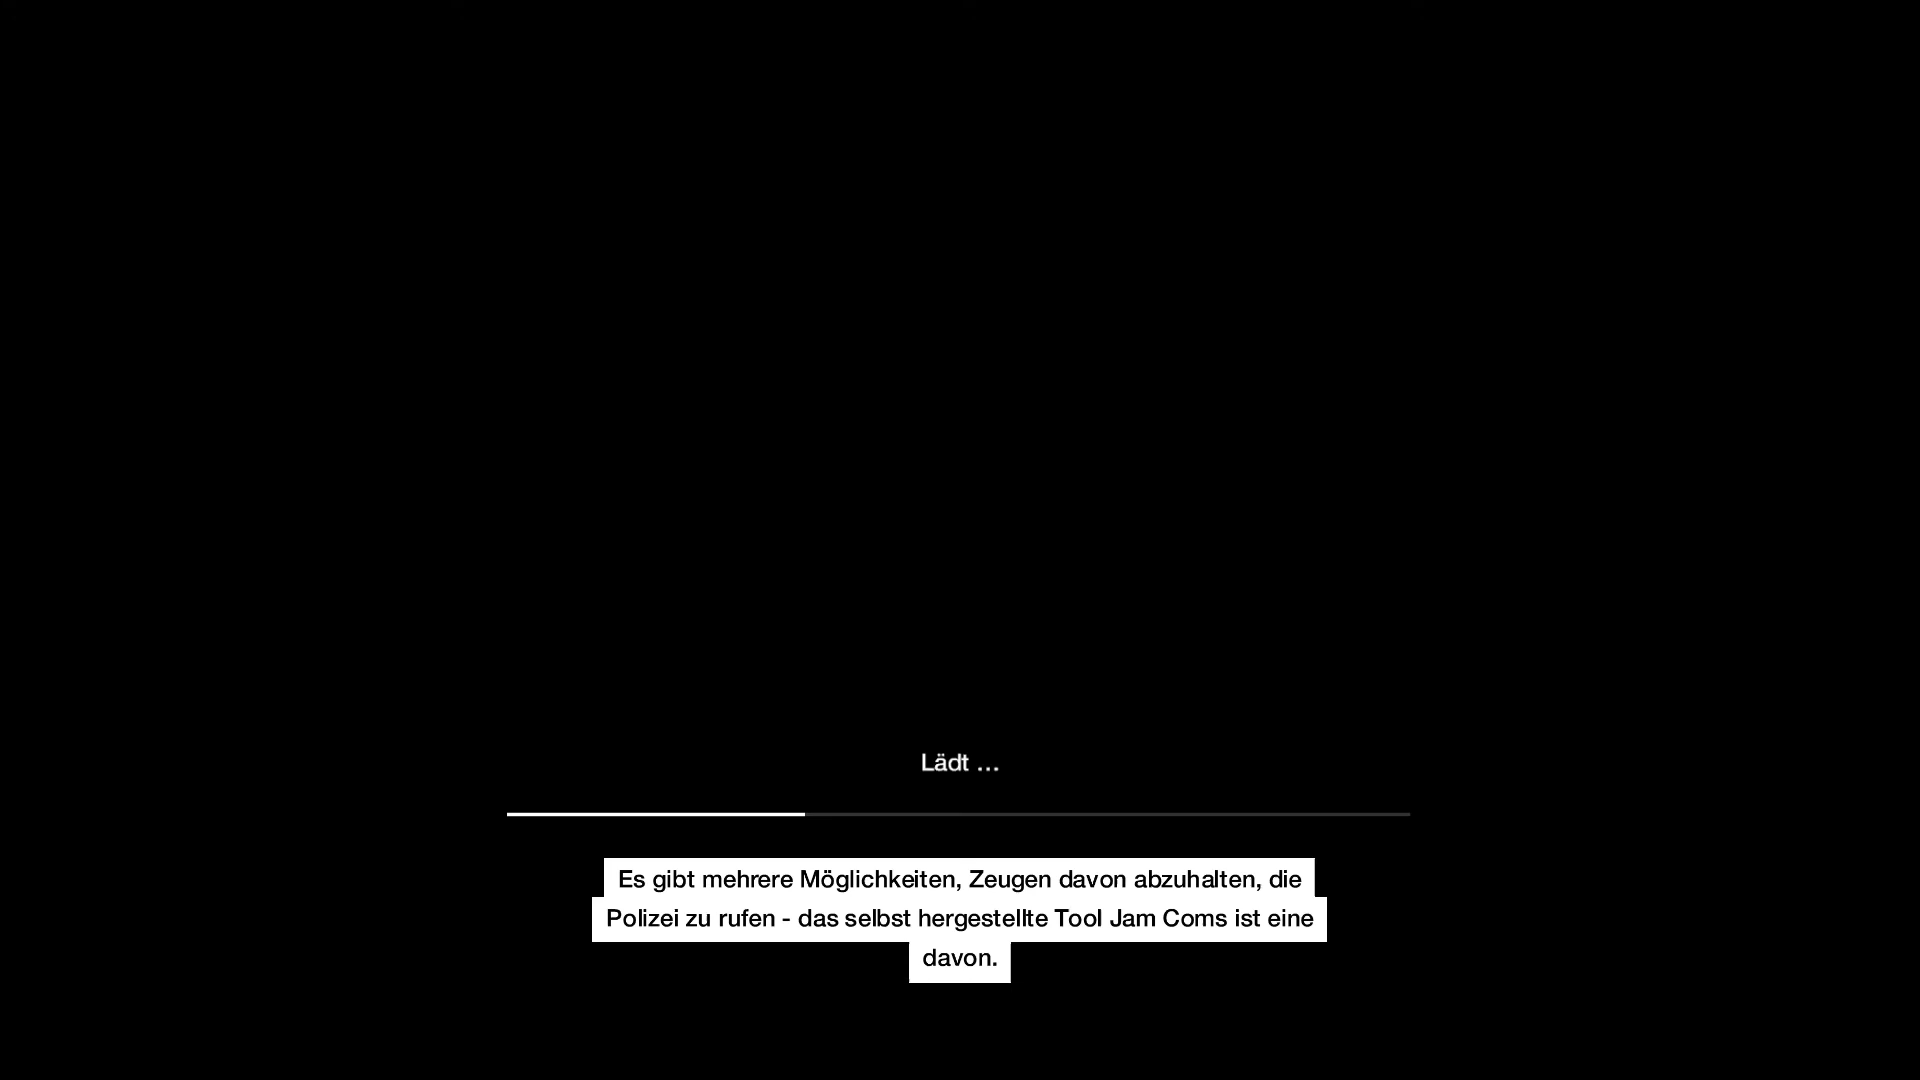 Lädt ...
Es gibt mehrere Möglichkeiten, Zeugen davon abzuhalten, die
Polizei zu rufen - das selbst hergestellte Tool Jam Coms ist eine
davon.